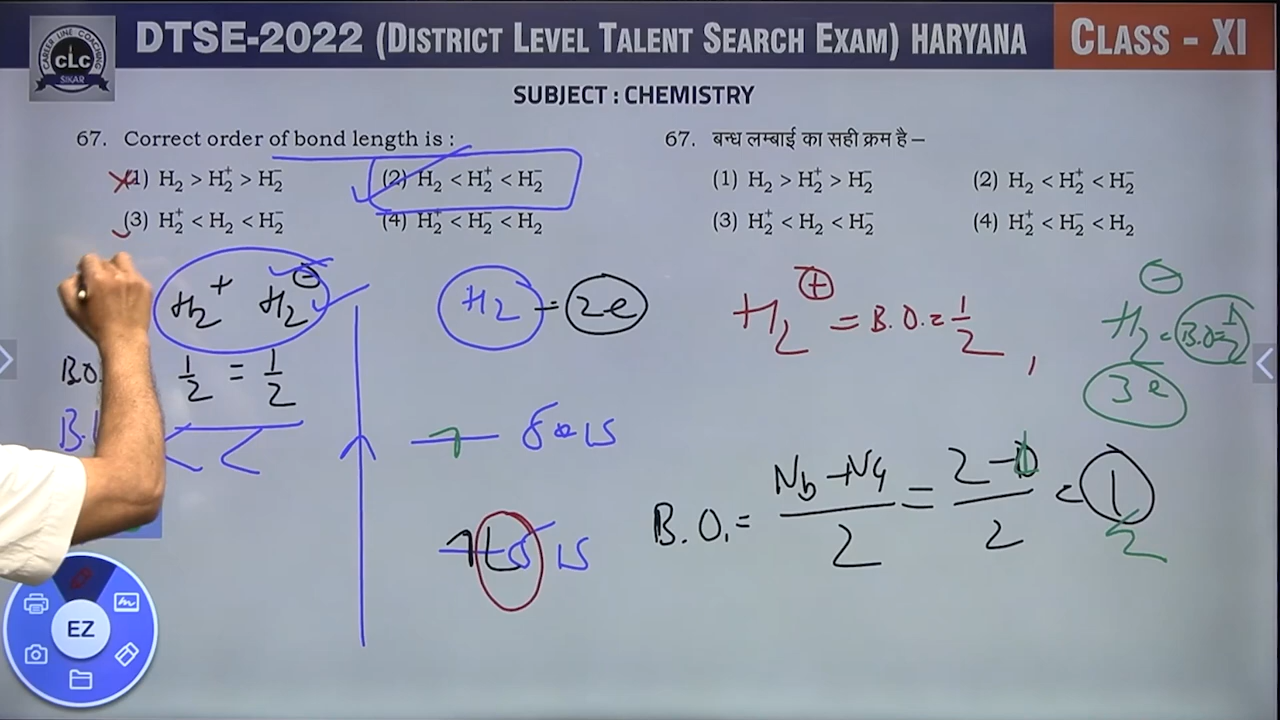 DTSE-2022 (DISTRICT LEVEL TALENT SEARCH EXAM) HARYANA
CLASS - XI
CAREER LINE COACHING
CLC
SIKAR
SUBJECT : CHEMISTRY
67. Correct order of bond length is :
(1) H₂ > H₂⁺ > H₂⁻
(2) H₂ < H₂⁺ < H₂⁻
(3) H₂⁺ < H₂ < H₂⁻
(4) H₂⁺ < H₂⁻ < H₂
67. बन्ध लम्बाई का सही क्रम है –
(1) H₂ > H₂⁺ > H₂⁻
(2) H₂ < H₂⁺ < H₂⁻
(3) H₂⁺ < H₂ < H₂⁻
(4) H₂⁺ < H₂⁻ < H₂
H₂⁺ H₂⁻
B.O. 1/2 = 1/2
<
H₂ = 2e
H₂⁺ = B.O. = 1/2 ,
H₂⁻ = B.O = 1/2
3e
1s
1s
B.O. =
2
2
1
2
EZ